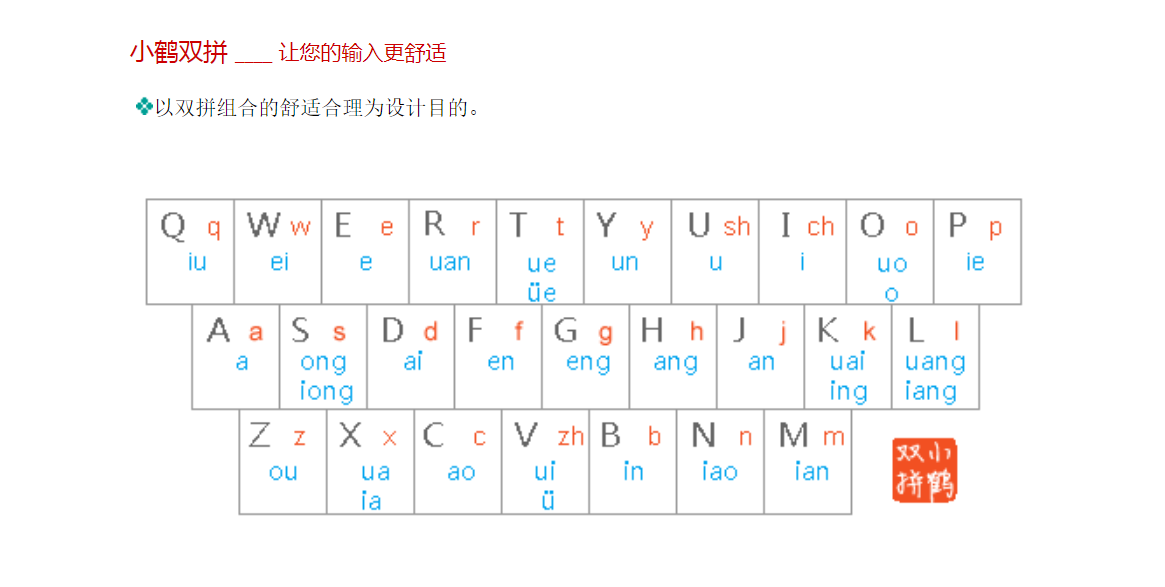 小鹤双拼 ___ 让您的输入更舒适
❖以双拼组合的舒适合理为设计目的。
Q q W w E e R r T t Y y U sh I ch O o P p
iu ei e uan ue un u i uo ie
üe o
A a S s D d F f G g H h J j K k L l
a ong ai en eng ang an uai uang
iong ing iang
Z z X x C c V zh B b N n M m
ou ua ao ui in iao ian
ia ü
双小
拼鹤